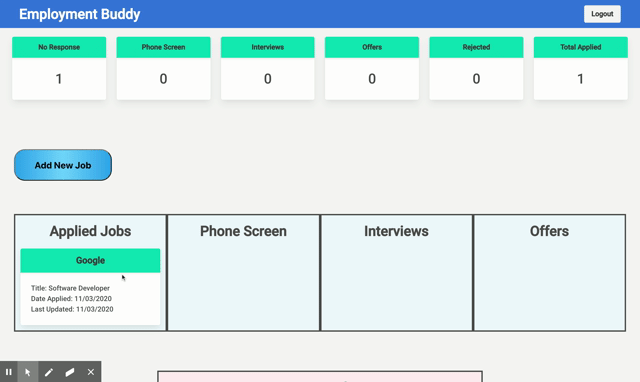 Employment Buddy
Logout
No Response
Phone Screen
Interviews
Offers
Rejected
Total Applied
1
0
0
0
0
1
Add New Job
Applied Jobs
Phone Screen
Interviews
Offers
Google
Title: Software Developer
Date Applied: 11/03/2020
Last Updated: 11/03/2020